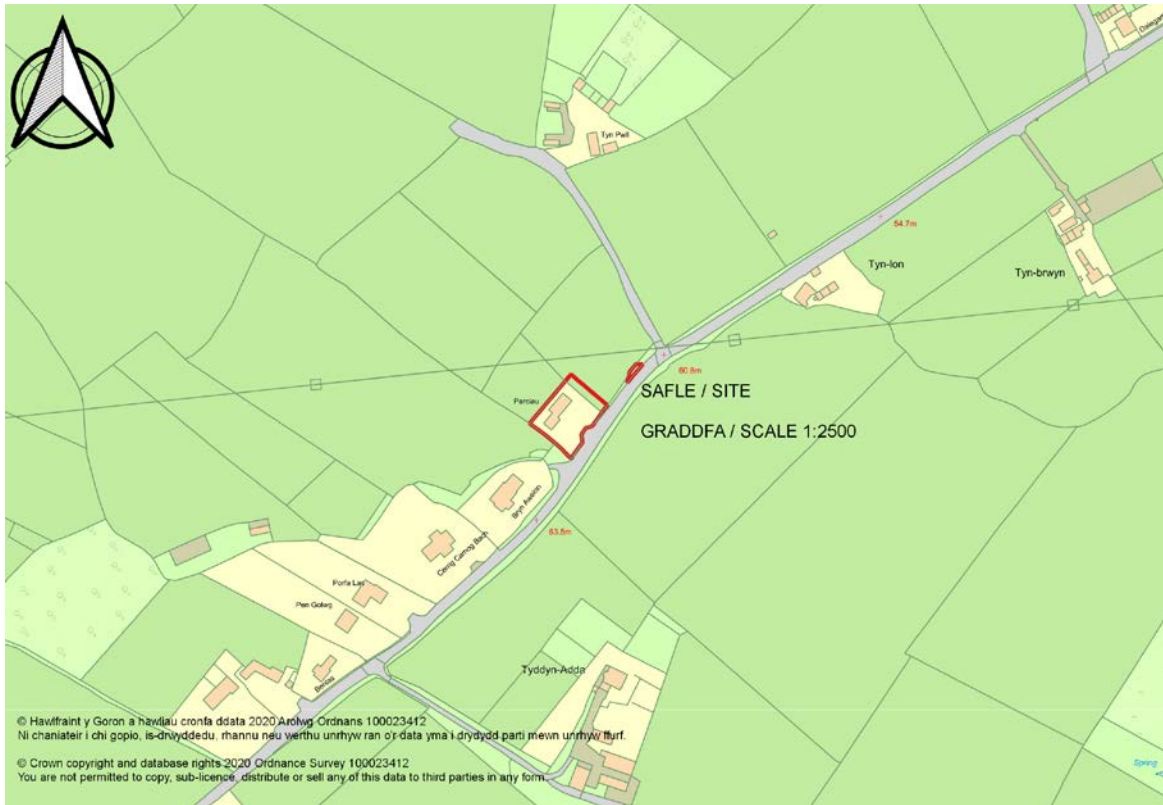 Tyn Pwll
54.7m
Tyn-lon
Tyn-brwyn
60.8m
SAFLE / SITE
Parciau
GRADDFA / SCALE 1:2500
Bryn Awelon
63.5m
Cerrig Camog Bach
Porfa Las
Pen Golwg
Tyddyn-Adda
© Hawlfraint y Goron a hawliau cronfa ddata 2020 Arolwg Ordnans 100023412
Ni chaniateir i chi gopïo, is-drwyddedu, rhannu neu werthu unrhyw ran o'r data yma i drydydd parti mewn unrhyw ffurf.
© Crown copyright and database rights 2020 Ordnance Survey 100023412
You are not permitted to copy, sub-licence, distribute or sell any of this data to third parties in any form.
Spring